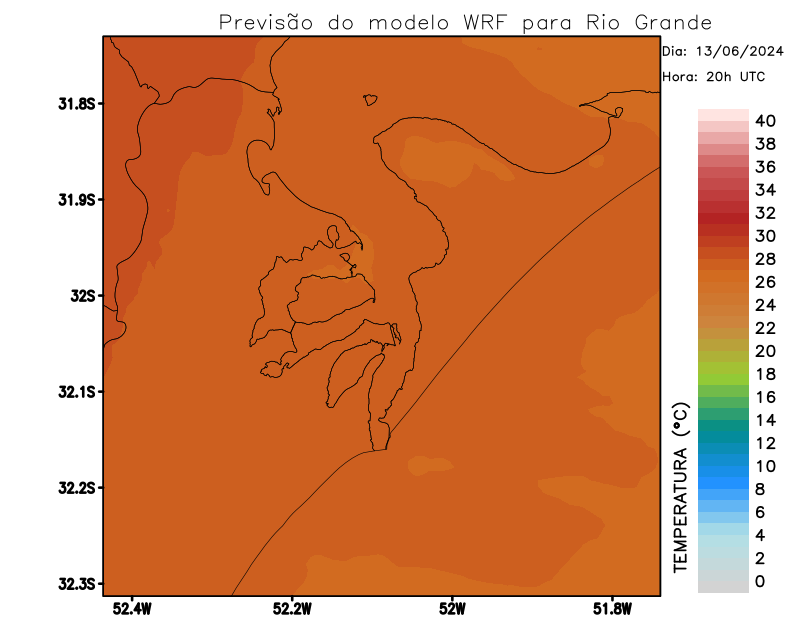 Previsão do modelo WRF para Rio Grande
Dia: 13/06/2024
Hora: 20h UTC
31.8S
31.9S
32S
32.1S
32.2S
32.3S
52.4W
52.2W
52W
51.8W
TEMPERATURA (°C)
40
38
36
34
32
30
28
26
24
22
20
18
16
14
12
10
8
6
4
2
0